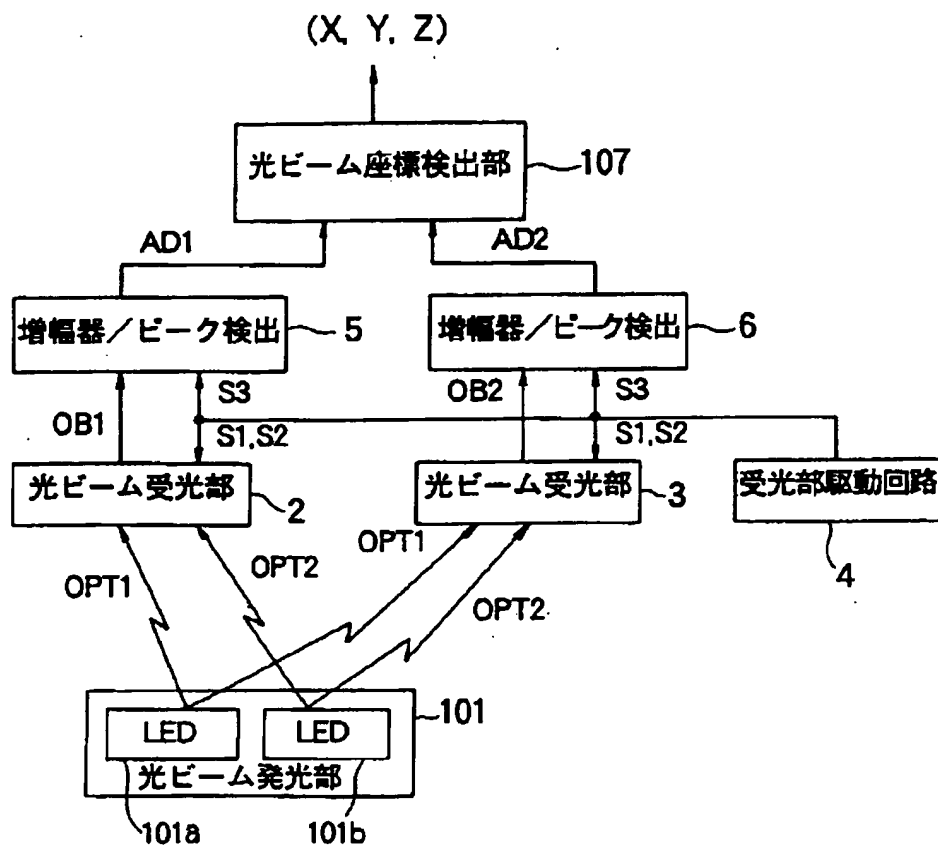 (X, Y, Z)
光ビーム座標検出部
107
AD1
AD2
増幅器／ピーク検出
5
増幅器／ピーク検出
6
OB1
S3
OB2
S3
S1,S2
S1,S2
光ビーム受光部
2
光ビーム受光部
3
受光部駆動回路
4
OPT1
OPT2
OPT1
OPT2
LED
LED
101
光ビーム発光部
101a
101b